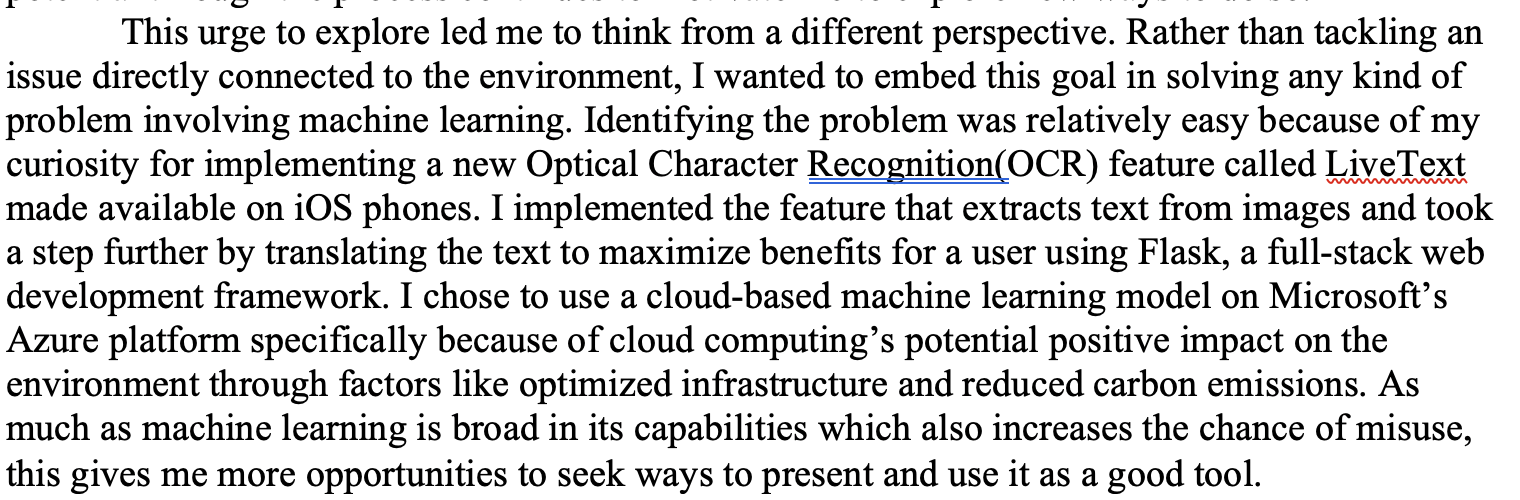 This urge to explore led me to think from a different perspective. Rather than tackling an
issue directly connected to the environment, I wanted to embed this goal in solving any kind of
problem involving machine learning. Identifying the problem was relatively easy because of my
curiosity for implementing a new Optical Character Recognition(OCR) feature called LiveText
made available on iOS phones. I implemented the feature that extracts text from images and took
a step further by translating the text to maximize benefits for a user using Flask, a full-stack web
development framework. I chose to use a cloud-based machine learning model on Microsoft’s
Azure platform specifically because of cloud computing’s potential positive impact on the
environment through factors like optimized infrastructure and reduced carbon emissions. As
much as machine learning is broad in its capabilities which also increases the chance of misuse,
this gives me more opportunities to seek ways to present and use it as a good tool.